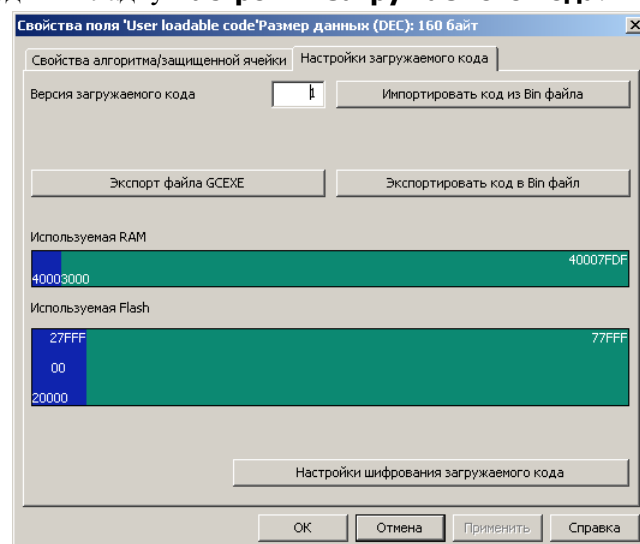 Свойства поля 'User loadable code'Размер данных (DEC): 160 байт
Свойства алгоритма/защищенной ячейки Настройки загружаемого кода
Версия загружаемого кода 1 Импортировать код из Bin файла
Экспорт файла GCEXE Экспортировать код в Bin файл
Используемая RAM
40007FDF
40003000
Используемая Flash
27FFF 77FFF
00
20000
Настройки шифрования загружаемого кода
OK Отмена Применить Справка